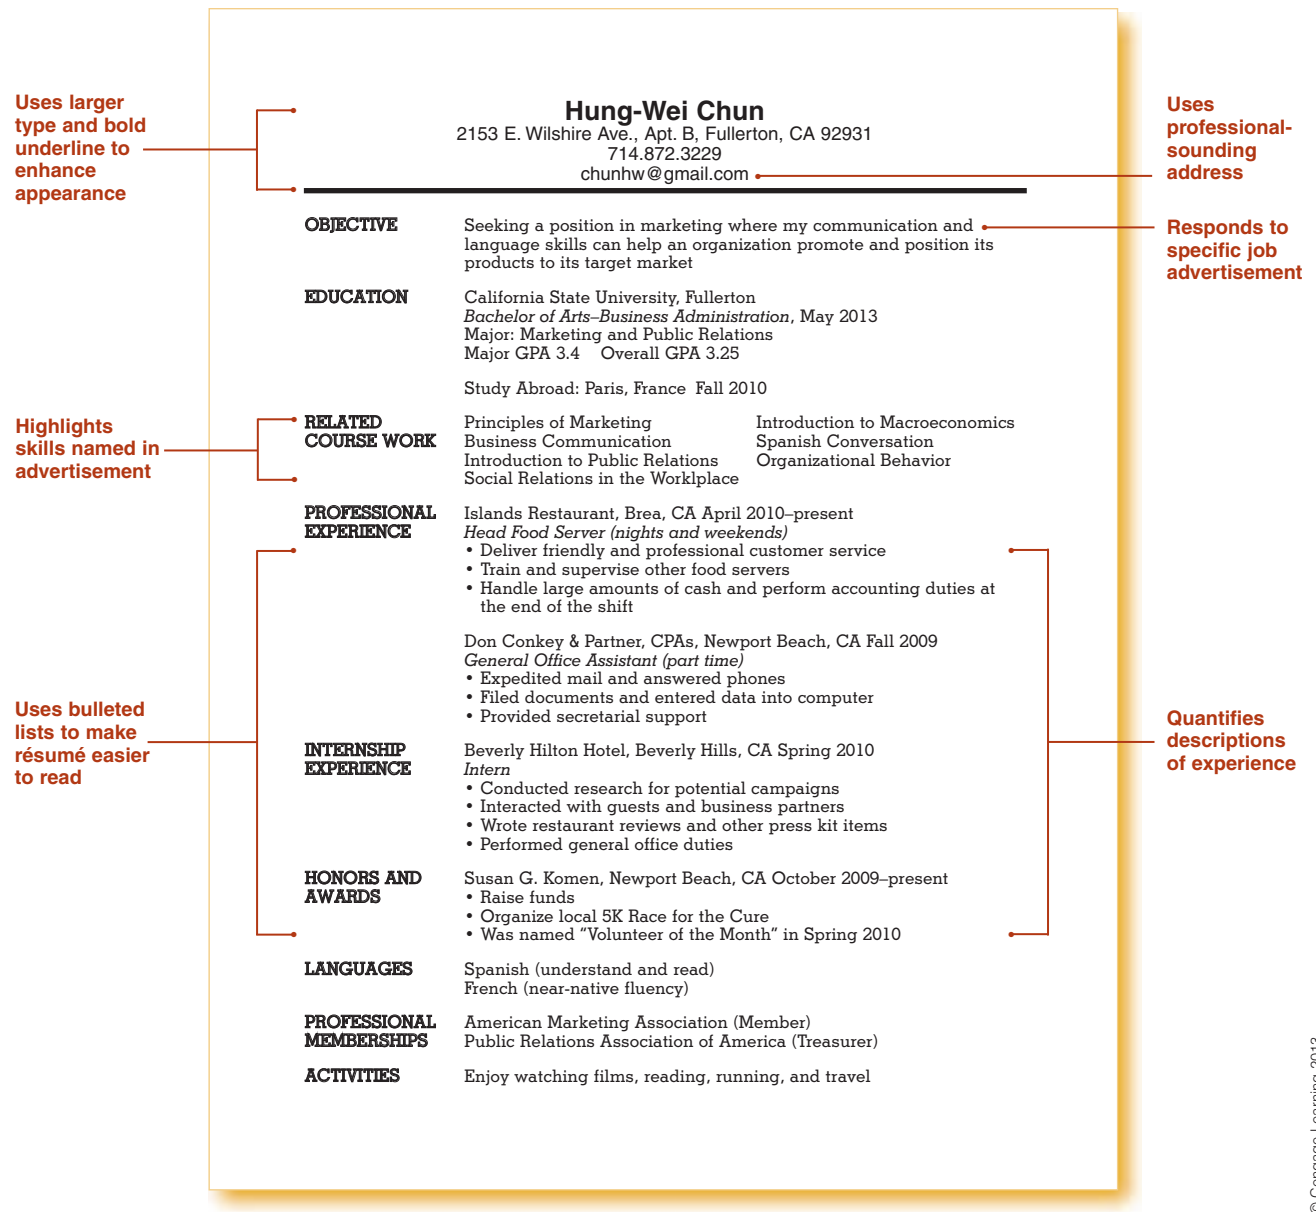 Uses larger
type and bold
underline to
enhance
appearance
Hung-Wei Chun
2153 E. Wilshire Ave., Apt. B, Fullerton, CA 92931
714.872.3229
chunhw@gmail.com
Uses
professional-
sounding
address
OBJECTIVE
Seeking a position in marketing where my communication and
language skills can help an organization promote and position its
products to its target market
Responds to
specific job
advertisement
EDUCATION
California State University, Fullerton
Bachelor of Arts–Business Administration, May 2013
Major: Marketing and Public Relations
Major GPA 3.4 Overall GPA 3.25
Study Abroad: Paris, France Fall 2010
Highlights
skills named in
advertisement
RELATED
COURSE WORK
Principles of Marketing
Business Communication
Introduction to Public Relations
Social Relations in the Worklplace
Introduction to Macroeconomics
Spanish Conversation
Organizational Behavior
PROFESSIONAL
EXPERIENCE
Islands Restaurant, Brea, CA April 2010–present
Head Food Server (nights and weekends)
• Deliver friendly and professional customer service
• Train and supervise other food servers
• Handle large amounts of cash and perform accounting duties at
the end of the shift
Don Conkey & Partner, CPAs, Newport Beach, CA Fall 2009
General Office Assistant (part time)
• Expedited mail and answered phones
• Filed documents and entered data into computer
• Provided secretarial support
Uses bulleted
lists to make
résumé easier
to read
Quantifies
descriptions
of experience
INTERNSHIP
EXPERIENCE
Beverly Hilton Hotel, Beverly Hills, CA Spring 2010
Intern
• Conducted research for potential campaigns
• Interacted with guests and business partners
• Wrote restaurant reviews and other press kit items
• Performed general office duties
HONORS AND
AWARDS
Susan G. Komen, Newport Beach, CA October 2009–present
• Raise funds
• Organize local 5K Race for the Cure
• Was named “Volunteer of the Month” in Spring 2010
LANGUAGES
Spanish (understand and read)
French (near-native fluency)
PROFESSIONAL
MEMBERSHIPS
American Marketing Association (Member)
Public Relations Association of America (Treasurer)
ACTIVITIES
Enjoy watching films, reading, running, and travel
© Cengage Learning 2013